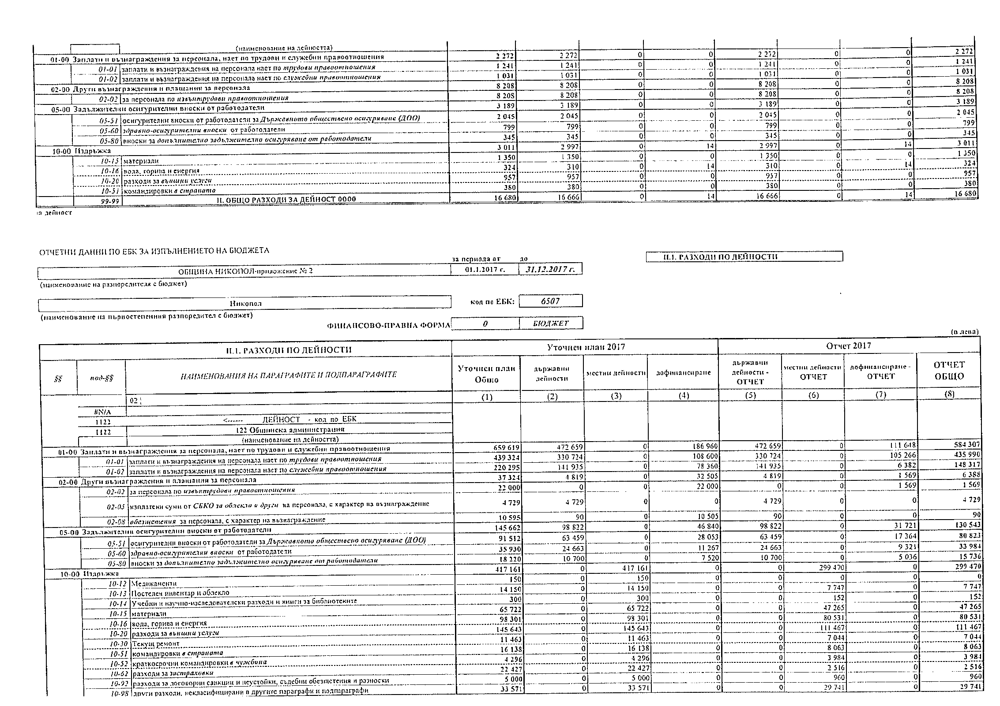 (наименование на дейността)
01-00 Заплати и възнаграждения за персонала, нает по трудови и служебни правоотношения 2 272 2 272 0 0 2 272 0 0 2 272
01-01 заплати и възнаграждения на персонала нает по трудови правоотношения 1 241 1 241 0 0 1 241 0 0 1 241
01-02 заплати и възнаграждения на персонала нает по служебни правоотношения 1 031 1 031 0 0 1 031 0 0 1 031
02-00 Други възнаграждения и плащания за персонала 8 208 8 208 0 0 8 208 0 0 8 208
02-02 за персонала по извънтрудови правоотношения 8 208 8 208 0 0 8 208 0 0 8 208
05-00 Задължителни осигурителни вноски от работодатели 3 189 3 189 0 0 3 189 0 0 3 189
05-51 осигурителни вноски от работодатели за Държавното обществено осигуряване (ДОО) 2 045 2 045 0 0 2 045 0 0 2 045
05-60 здравно-осигурителни вноски от работодатели 799 799 0 0 799 0 0 799
05-80 вноски за допълнително задължително осигуряване от работодатели 345 345 0 0 345 0 0 345
10-00 Издръжка 3 011 2 997 0 14 2 997 0 14 3 011
10-15 материали 1 350 1 350 0 0 1 350 0 0 1 350
10-16 вода, горива и енергия 324 310 0 14 310 0 14 324
10-20 разходи за външни услуги 957 957 0 0 957 0 0 957
10-51 командировки в страната 380 380 0 0 380 0 0 380
99-99 II. ОБЩО РАЗХОДИ ЗА ДЕЙНОСТ 0000 16 680 16 666 0 14 16 666 0 14 16 680
за дейност
ОТЧЕТНИ ДАННИ ПО ЕБК ЗА ИЗПЪЛНЕНИЕТО НА БЮДЖЕТА
за периода от до II.1. РАЗХОДИ ПО ДЕЙНОСТИ
ОБЩИНА НИКОПОЛ-приложение № 2 01.1.2017 г. 31.12.2017 г.
(наименование на разпоредителя с бюджет)
Никопол код по ЕБК: 6507
(наименование на първостепенния разпоредител с бюджет)
ФИНАНСОВО-ПРАВНА ФОРМА 0 БЮДЖЕТ
(в лева)
II.1. РАЗХОДИ ПО ДЕЙНОСТИ Уточнен план 2017 Отчет 2017
§§ под-§§ НАИМЕНОВАНИЯ НА ПАРАГРАФИТЕ И ПОДПАРАГРАФИТЕ Уточнен план Общо държавни дейности местни дейности дофинансиране държавни дейности - ОТЧЕТ местни дейности ОТЧЕТ дофинансиране - ОТЧЕТ ОТЧЕТ ОБЩО
02 (1) (2) (3) (4) (5) (6) (7) (8)
#N/A
1122 <...... ДЕЙНОСТ - код по ЕБК
1122 122 Общинска администрация
(наименование на дейността)
01-00 Заплати и възнаграждения за персонала, нает по трудови и служебни правоотношения 659 619 472 659 0 186 960 472 659 0 111 648 584 307
01-01 заплати и възнаграждения на персонала нает по трудови правоотношения 439 324 330 724 0 108 600 330 724 0 105 266 435 990
01-02 заплати и възнаграждения на персонала нает по служебни правоотношения 220 295 141 935 0 78 360 141 935 0 6 382 148 317
02-00 Други възнаграждения и плащания за персонала 37 324 4 819 0 32 505 4 819 0 1 569 6 388
02-02 за персонала по извънтрудови правоотношения 22 000 0 0 22 000 0 0 1 569 1 569
02-05 изплатени суми от СБКО за облекло и други на персонала, с характер на възнаграждение 4 729 4 729 0 0 4 729 0 0 4 729
02-08 обезщетения за персонала, с характер на възнаграждение 10 595 90 0 10 505 90 0 0 90
05-00 Задължителни осигурителни вноски от работодатели 145 662 98 822 0 46 840 98 822 0 31 721 130 543
05-51 осигурителни вноски от работодатели за Държавното обществено осигуряване (ДОО) 91 512 63 459 0 28 053 63 459 0 17 364 80 823
05-60 здравно-осигурителни вноски от работодатели 35 930 24 663 0 11 267 24 663 0 9 321 33 984
05-80 вноски за допълнително задължително осигуряване от работодатели 18 220 10 700 0 7 520 10 700 0 5 036 15 736
10-00 Издръжка 417 161 0 417 161 0 0 299 470 0 299 470
10-12 Медикаменти 150 0 150 0 0 0 0 0
10-13 Постелен инвентар и облекло 14 150 0 14 150 0 0 7 747 0 7 747
10-14 Учебни и научно-изследователски разходи и книги за библиотеките 300 0 300 0 0 152 0 152
10-15 материали 65 722 0 65 722 0 0 47 265 0 47 265
10-16 вода, горива и енергия 98 301 0 98 301 0 0 80 531 0 80 531
10-20 разходи за външни услуги 145 643 0 145 643 0 0 111 467 0 111 467
10-30 Текущ ремонт 11 463 0 11 463 0 0 7 044 0 7 044
10-51 командировки в страната 16 138 0 16 138 0 0 8 063 0 8 063
10-52 краткосрочни командировки в чужбина 4 296 0 4 296 0 0 3 984 0 3 984
10-62 разходи за застраховки 22 427 0 22 427 0 0 2 516 0 2 516
10-92 разходи за договорни санкции и неустойки, съдебни обезщетения и разноски 5 000 0 5 000 0 0 960 0 960
10-98 други разходи, некласифицирани в другите параграфи и подпараграфи 33 571 0 33 571 0 0 29 741 0 29 741